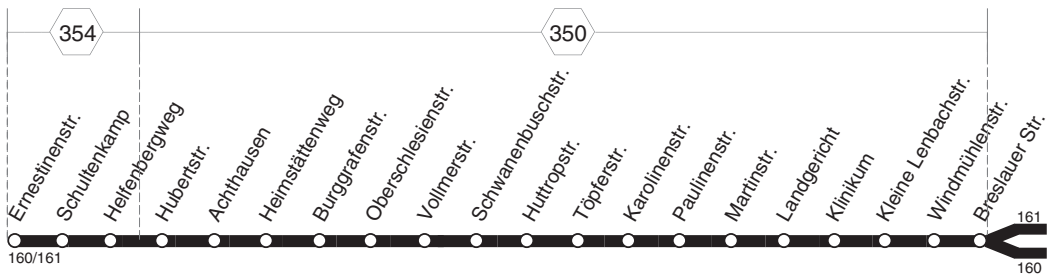 354
350
Ernestinenstr.
Schultenkamp
Helfenbergweg
Hubertstr.
Achthausen
Heimstättenweg
Burggrafenstr.
Oberschlesienstr.
Vollmerstr.
Schwanenbuschstr.
Huttropstr.
Töpferstr.
Karolinenstr.
Paulinenstr.
Martinstr.
Landgericht
Klinikum
Kleine Lenbachstr.
Windmühlenstr.
Breslauer Str.
161
160/161
160